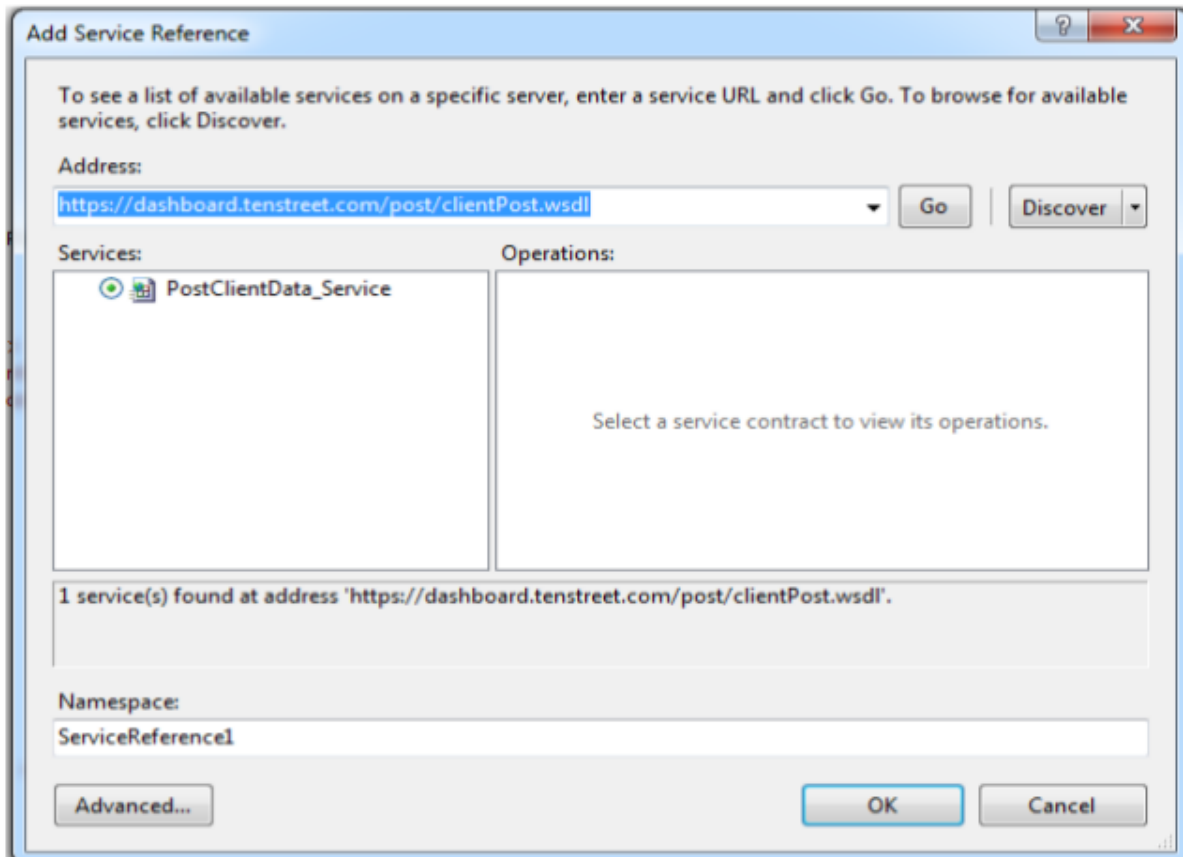 Add Service Reference
To see a list of available services on a specific server, enter a service URL and click Go. To browse for available
services, click Discover.
Address:
https://dashboard.tenstreet.com/post/clientPost.wsdl
Go
Discover
Services:
Operations:
PostClientData_Service
Select a service contract to view its operations.
1 service(s) found at address 'https://dashboard.tenstreet.com/post/clientPost.wsdl'.
Namespace:
ServiceReference1
Advanced...
OK
Cancel